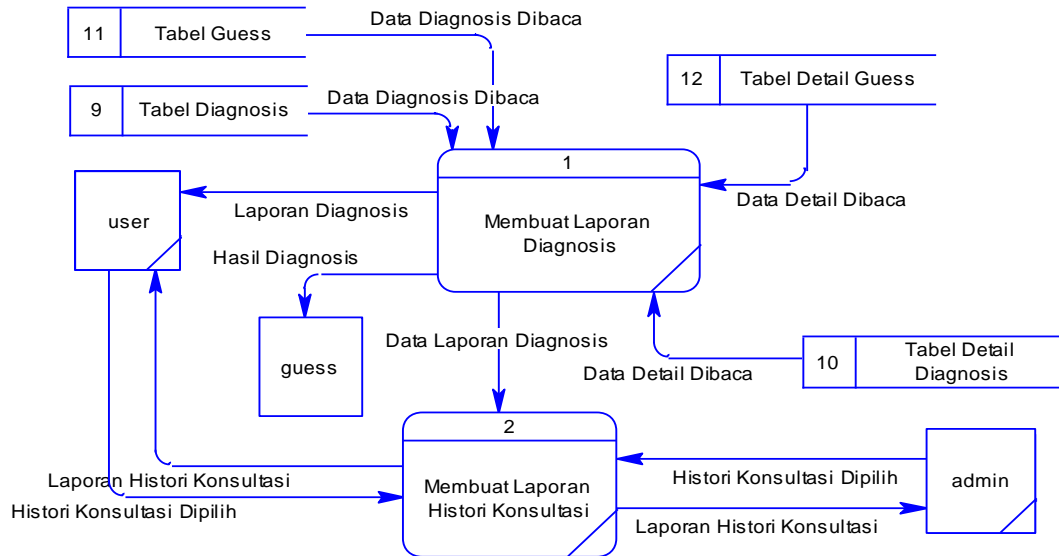 Data Diagnosis Dibaca
11 Tabel Guess
12 Tabel Detail Guess
9 Tabel Diagnosis
Data Diagnosis Dibaca
1
Membuat Laporan
Diagnosis
Data Detail Dibaca
user
Laporan Diagnosis
Hasil Diagnosis
guess
Data Laporan Diagnosis
10 Tabel Detail
Diagnosis
Data Detail Dibaca
2
Membuat Laporan
Histori Konsultasi
Laporan Histori Konsultasi
Histori Konsultasi Dipilih
Histori Konsultasi Dipilih
admin
Laporan Histori Konsultasi